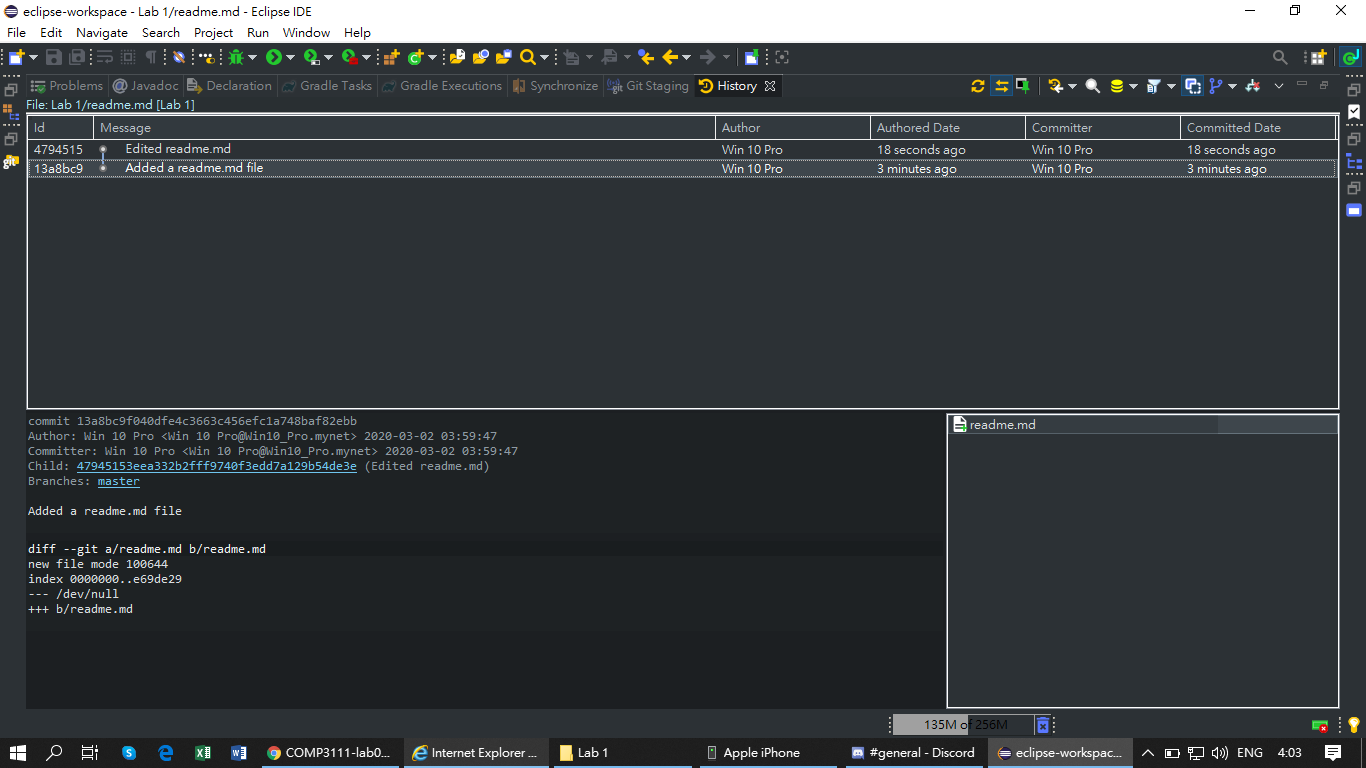 eclipse-workspace - Lab 1/readme.md - Eclipse IDE
File Edit Navigate Search Project Run Window Help
Problems @ Javadoc Declaration Gradle Tasks Gradle Executions Synchronize Git Staging History
File: Lab 1/readme.md [Lab 1]
Id Message Author Authored Date Committer Committed Date
4794515 Edited readme.md Win 10 Pro 18 seconds ago Win 10 Pro 18 seconds ago
git
13a8bc9 Added a readme.md file Win 10 Pro 3 minutes ago Win 10 Pro 3 minutes ago
commit 13a8bc9f040dfe4c3663c456efc1a748baf82ebb
Author: Win 10 Pro <Win 10 Pro@Win10_Pro.mynet> 2020-03-02 03:59:47
Committer: Win 10 Pro <Win 10 Pro@Win10_Pro.mynet> 2020-03-02 03:59:47
Child: 47945153eea332b2fff9740f3edd7a129b54de3e (Edited readme.md)
Branches: master
Added a readme.md file
diff --git a/readme.md b/readme.md
new file mode 100644
index 0000000..e69de29
--- /dev/null
+++ b/readme.md
readme.md
135M of 256M
COMP3111-lab0... Internet Explorer ... Lab 1 Apple iPhone #general - Discord eclipse-workspac... ENG 4:03